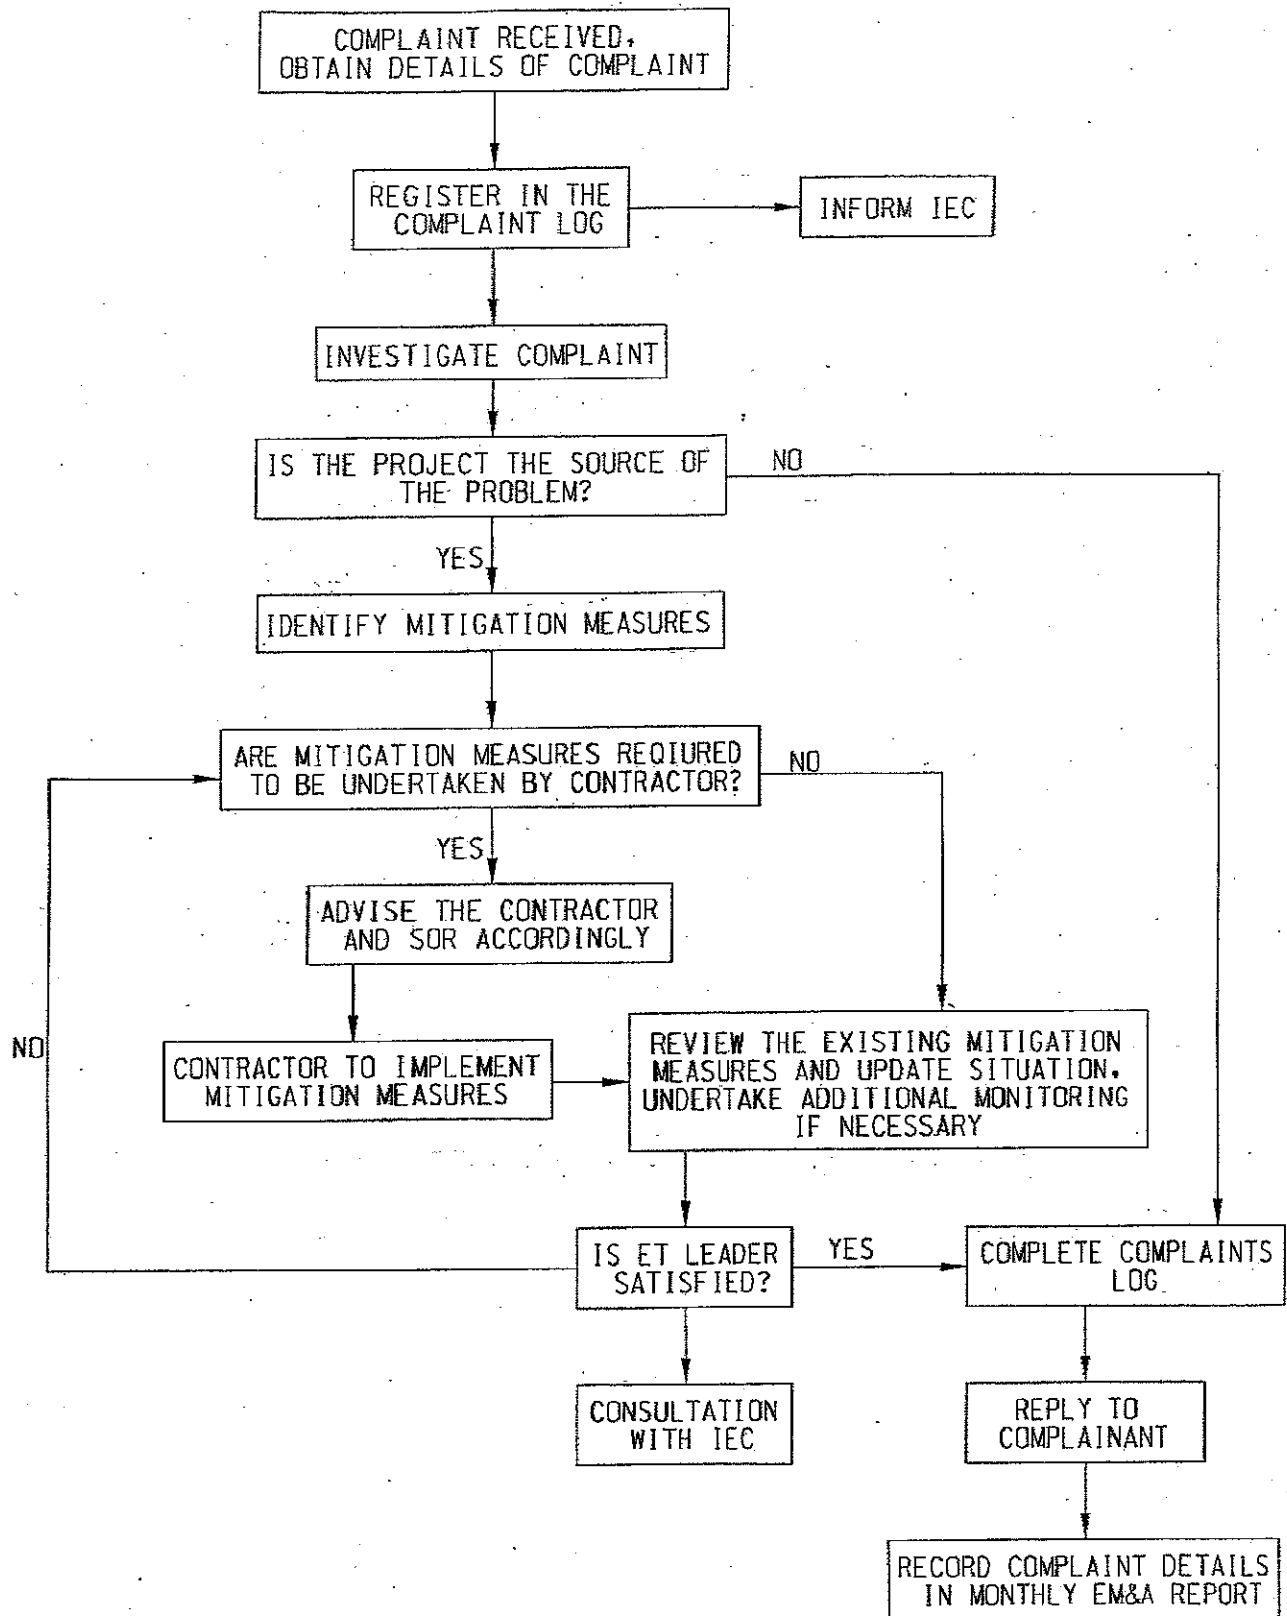 COMPLAINT RECEIVED,
OBTAIN DETAILS OF COMPLAINT
REGISTER IN THE
COMPLAINT LOG
INFORM IEC
INVESTIGATE COMPLAINT
IS THE PROJECT THE SOURCE OF
THE PROBLEM?
NO
YES
IDENTIFY MITIGATION MEASURES
ARE MITIGATION MEASURES REQIURED
TO BE UNDERTAKEN BY CONTRACTOR?
NO
YES
ADVISE THE CONTRACTOR
AND SOR ACCORDINGLY
NO
CONTRACTOR TO IMPLEMENT
MITIGATION MEASURES
REVIEW THE EXISTING MITIGATION
MEASURES AND UPDATE SITUATION.
UNDERTAKE ADDITIONAL MONITORING
IF NECESSARY
IS ET LEADER
SATISFIED?
YES
COMPLETE COMPLAINTS
LOG
CONSULTATION
WITH IEC
REPLY TO
COMPLAINANT
RECORD COMPLAINT DETAILS
IN MONTHLY EM&A REPORT